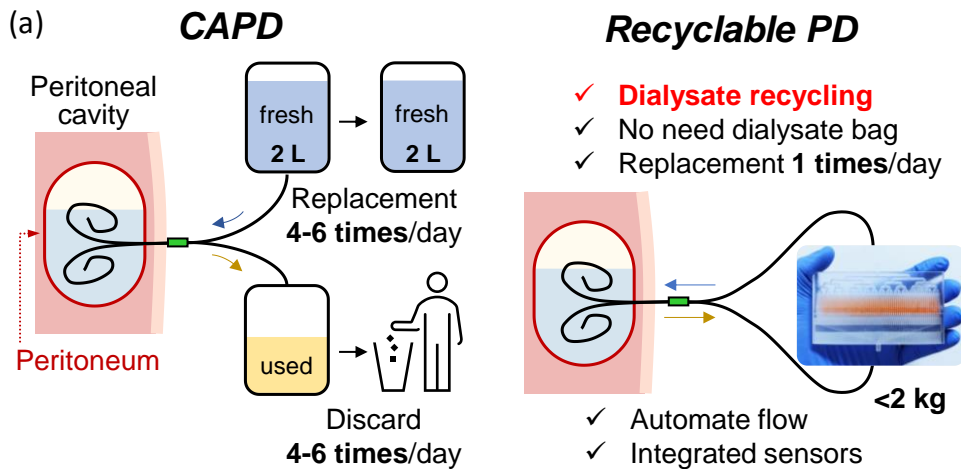 (a)
CAPD
Peritoneal
cavity
fresh
2 L
fresh
2 L
Replacement
4-6 times/day
Peritoneum
used
Discard
4-6 times/day
Recyclable PD
✓ Dialysate recycling
✓ No need dialysate bag
✓ Replacement 1 times/day
<2 kg
✓ Automate flow
✓ Integrated sensors